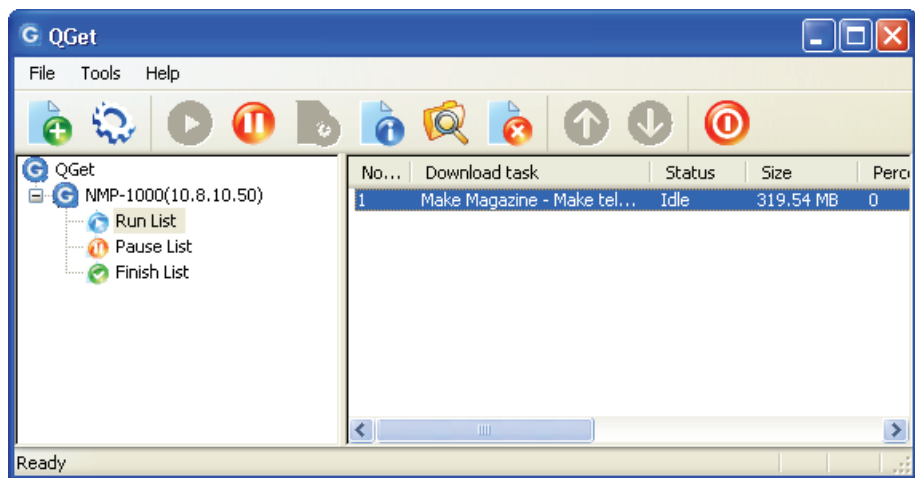 QGet
File Tools Help
QGet
NMP-1000(10.8.10.50)
Run List
Pause List
Finish List
No... Download task Status Size Perc
1 Make Magazine - Make tel... Idle 319.54 MB 0
Ready